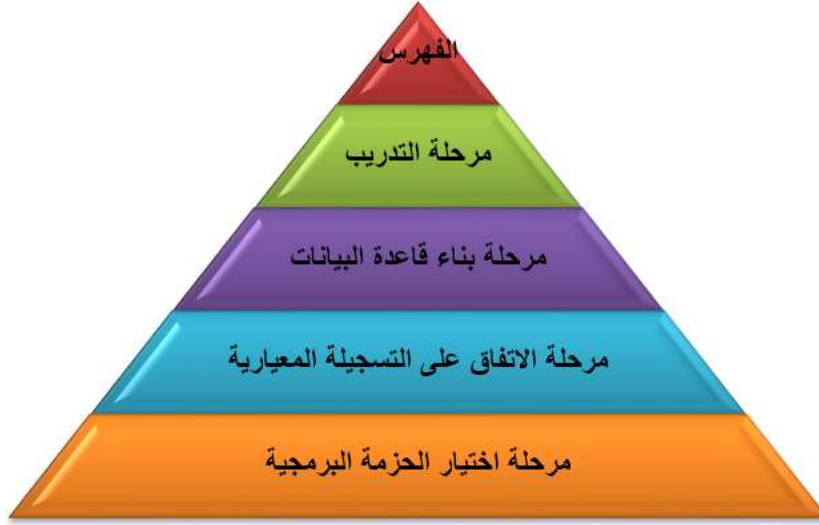 الفهرس
مرحلة التدريب
مرحلة بناء قاعدة البيانات
مرحلة الاتفاق على التسجيلة المعيارية
مرحلة اختيار الحزمة البرمجية